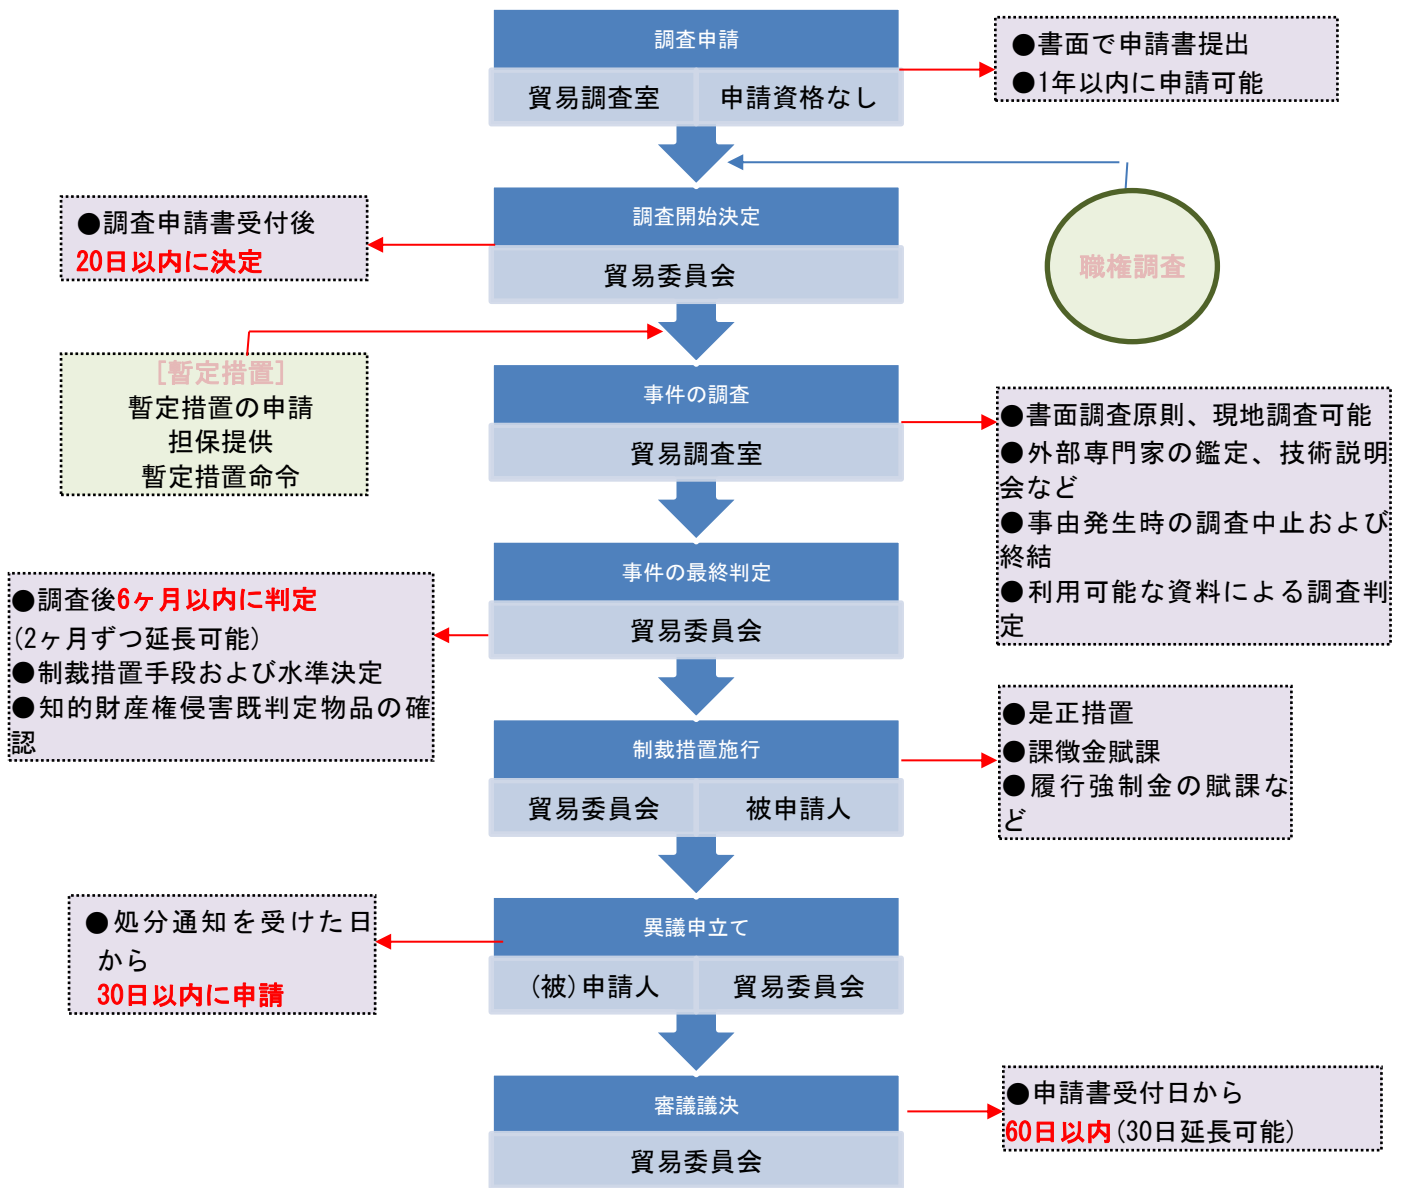 調査申請
貿易調査室
申請資格なし
●書面で申請書提出
●1年以内に申請可能
調査開始決定
貿易委員会
●調査申請書受付後
20日以内に決定
職権調査
[暫定措置]
暫定措置の申請
担保提供
暫定措置命令
事件の調査
貿易調査室
●書面調査原則、現地調査可能
●外部専門家の鑑定、技術説明
会など
●事由発生時の調査中止および
終結
●利用可能な資料による調査判
定
事件の最終判定
貿易委員会
●調査後6ヶ月以内に判定
(2ヶ月ずつ延長可能)
●制裁措置手段および水準決定
●知的財産権侵害既判定物品の確
認
制裁措置施行
貿易委員会
被申請人
●是正措置
●課徴金賦課
●履行強制金の賦課な
ど
異議申立て
(被)申請人
貿易委員会
●処分通知を受けた日
から
30日以内に申請
審議議決
貿易委員会
●申請書受付日から
60日以内(30日延長可能)